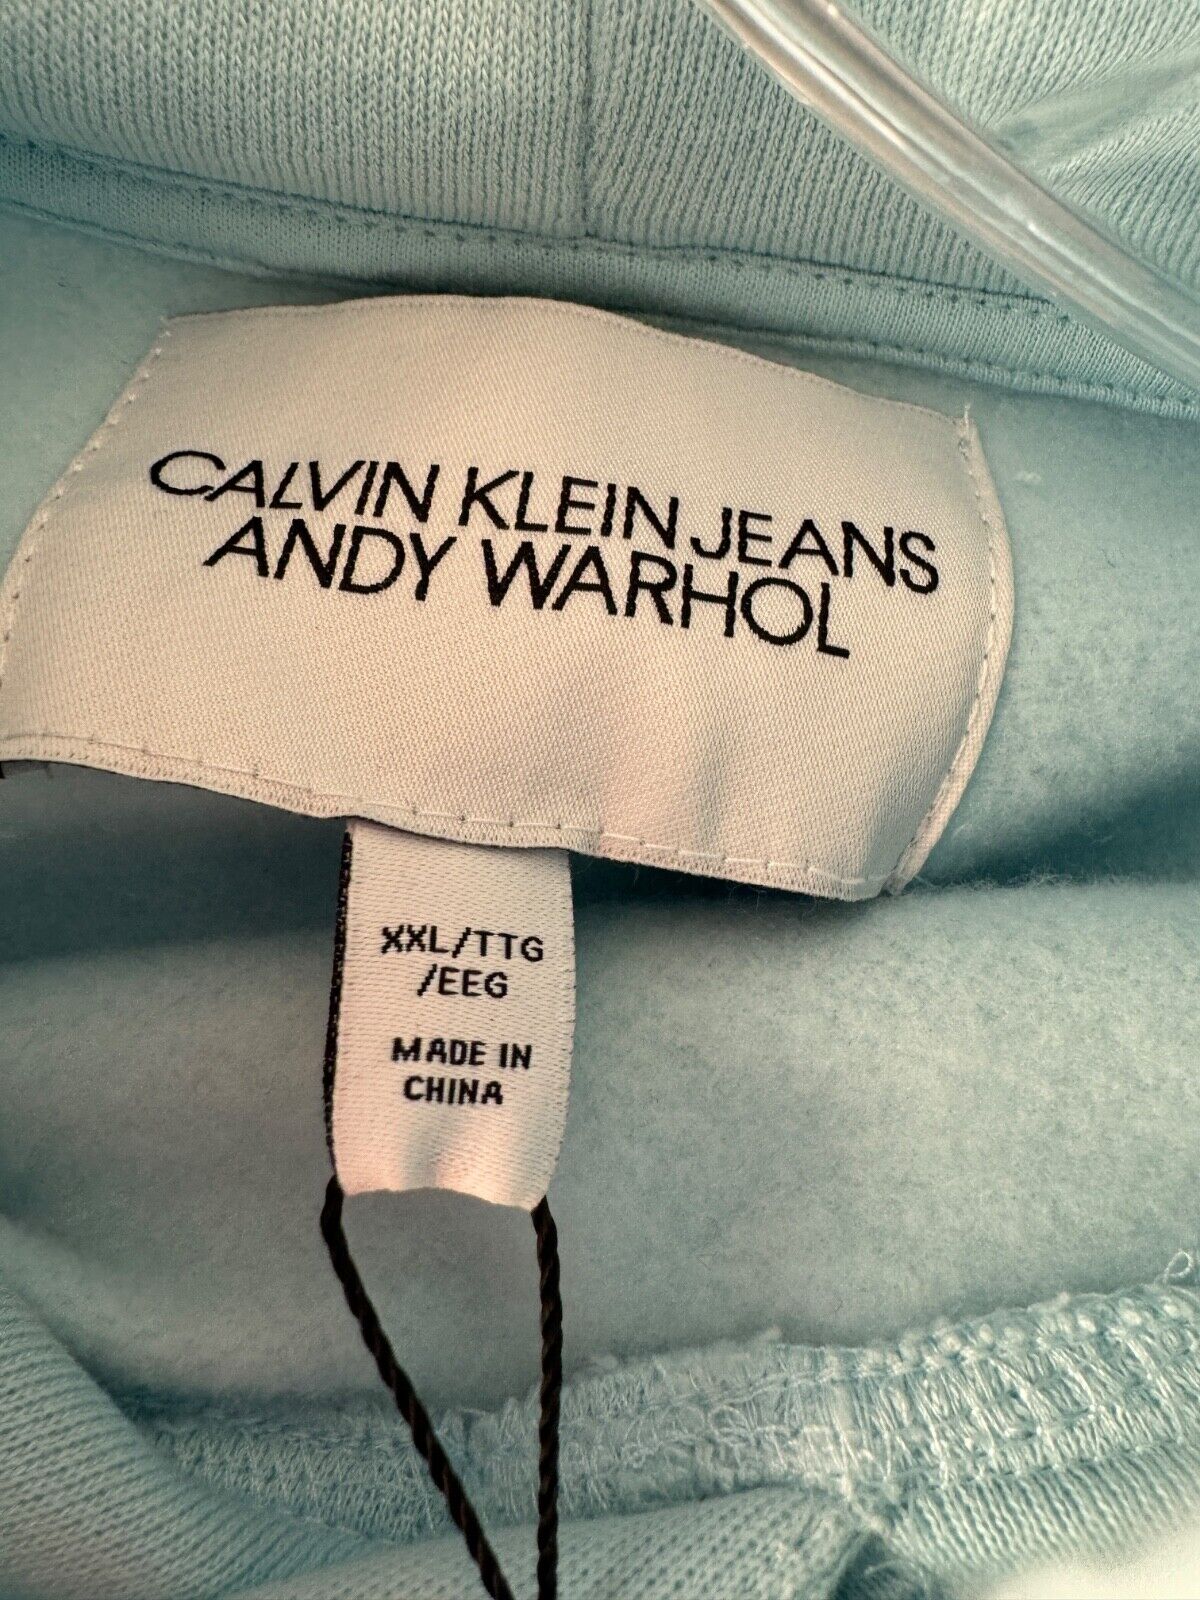 CALVIN KLEIN JEANS
ANDY WARHOL
XXL/TTG
/EEG
MADE IN
CHINA